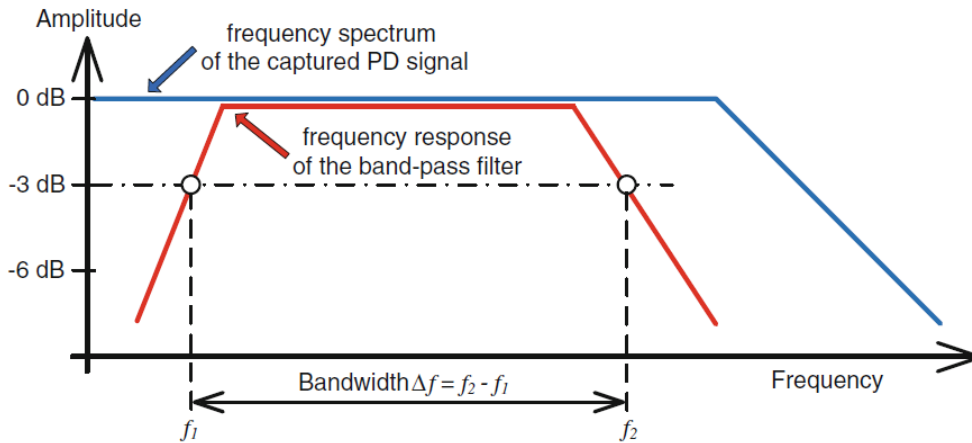 Amplitude
frequency spectrum
of the captured PD signal
0 dB
frequency response
of the band-pass filter
-3 dB
-6 dB
Bandwidth Δf = f2 - f1
Frequency
f1
f2